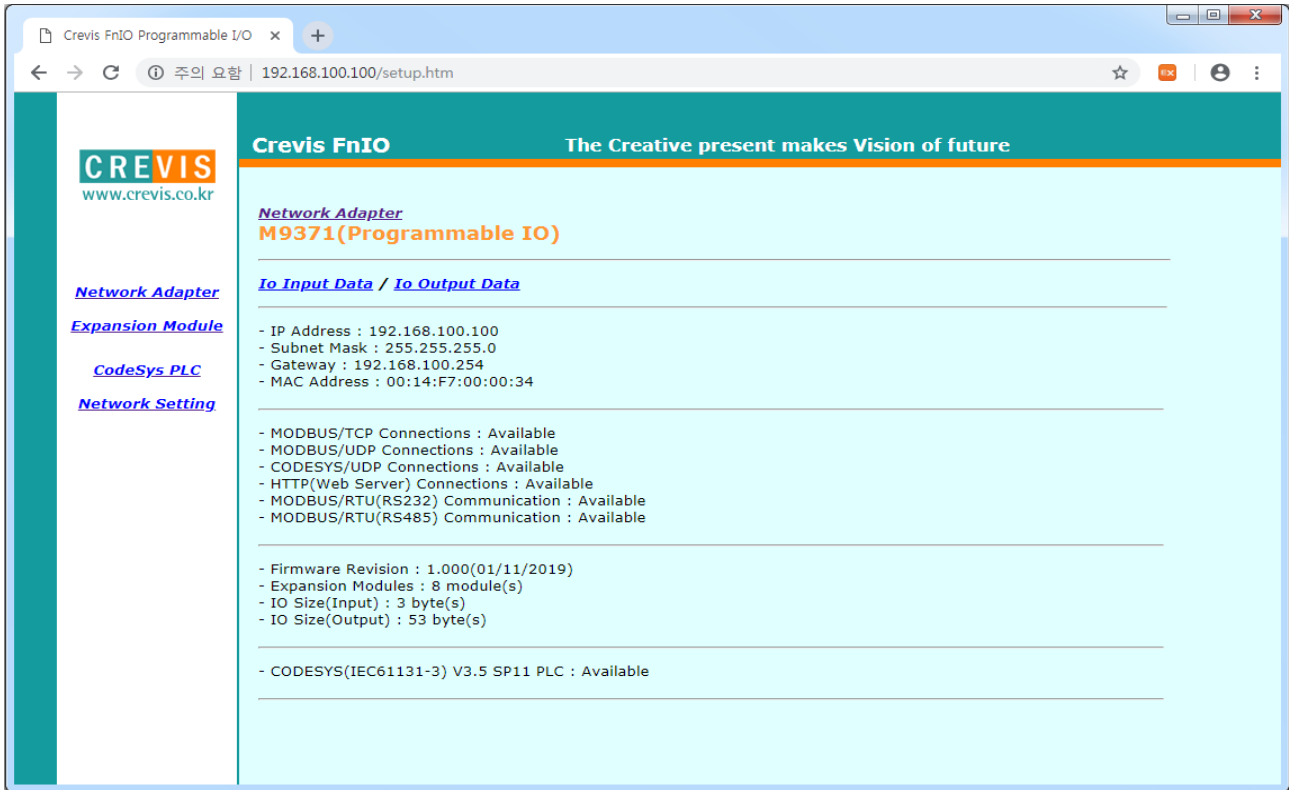 Crevis FnIO Programmable I/O
주의 요함 192.168.100.100/setup.htm
EX
CREVIS
www.crevis.co.kr
Crevis FnIO The Creative present makes Vision of future
Network Adapter
Expansion Module
CodeSys PLC
Network Setting
Network Adapter
M9371(Programmable IO)
Io Input Data / Io Output Data
- IP Address : 192.168.100.100
- Subnet Mask : 255.255.255.0
- Gateway : 192.168.100.254
- MAC Address : 00:14:F7:00:00:34
- MODBUS/TCP Connections : Available
- MODBUS/UDP Connections : Available
- CODESYS/UDP Connections : Available
- HTTP(Web Server) Connections : Available
- MODBUS/RTU(RS232) Communication : Available
- MODBUS/RTU(RS485) Communication : Available
- Firmware Revision : 1.000(01/11/2019)
- Expansion Modules : 8 module(s)
- IO Size(Input) : 3 byte(s)
- IO Size(Output) : 53 byte(s)
- CODESYS(IEC61131-3) V3.5 SP11 PLC : Available